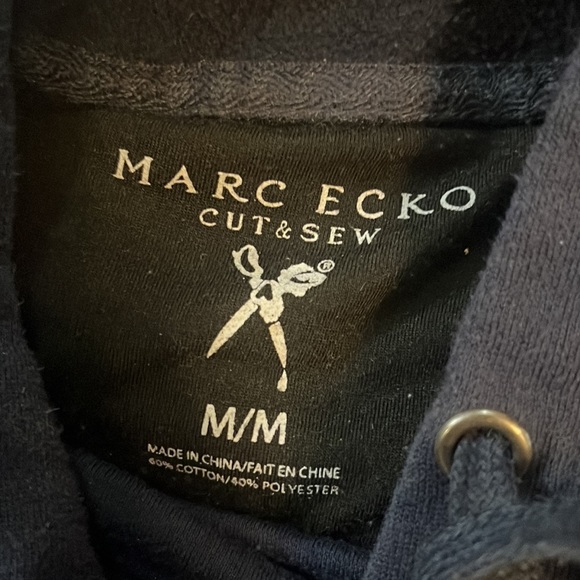 MARC ECKO
CUT & SEW
®
M/M
MADE IN CHINA/FAIT EN CHINE
60% COTTON/40% POLYESTER